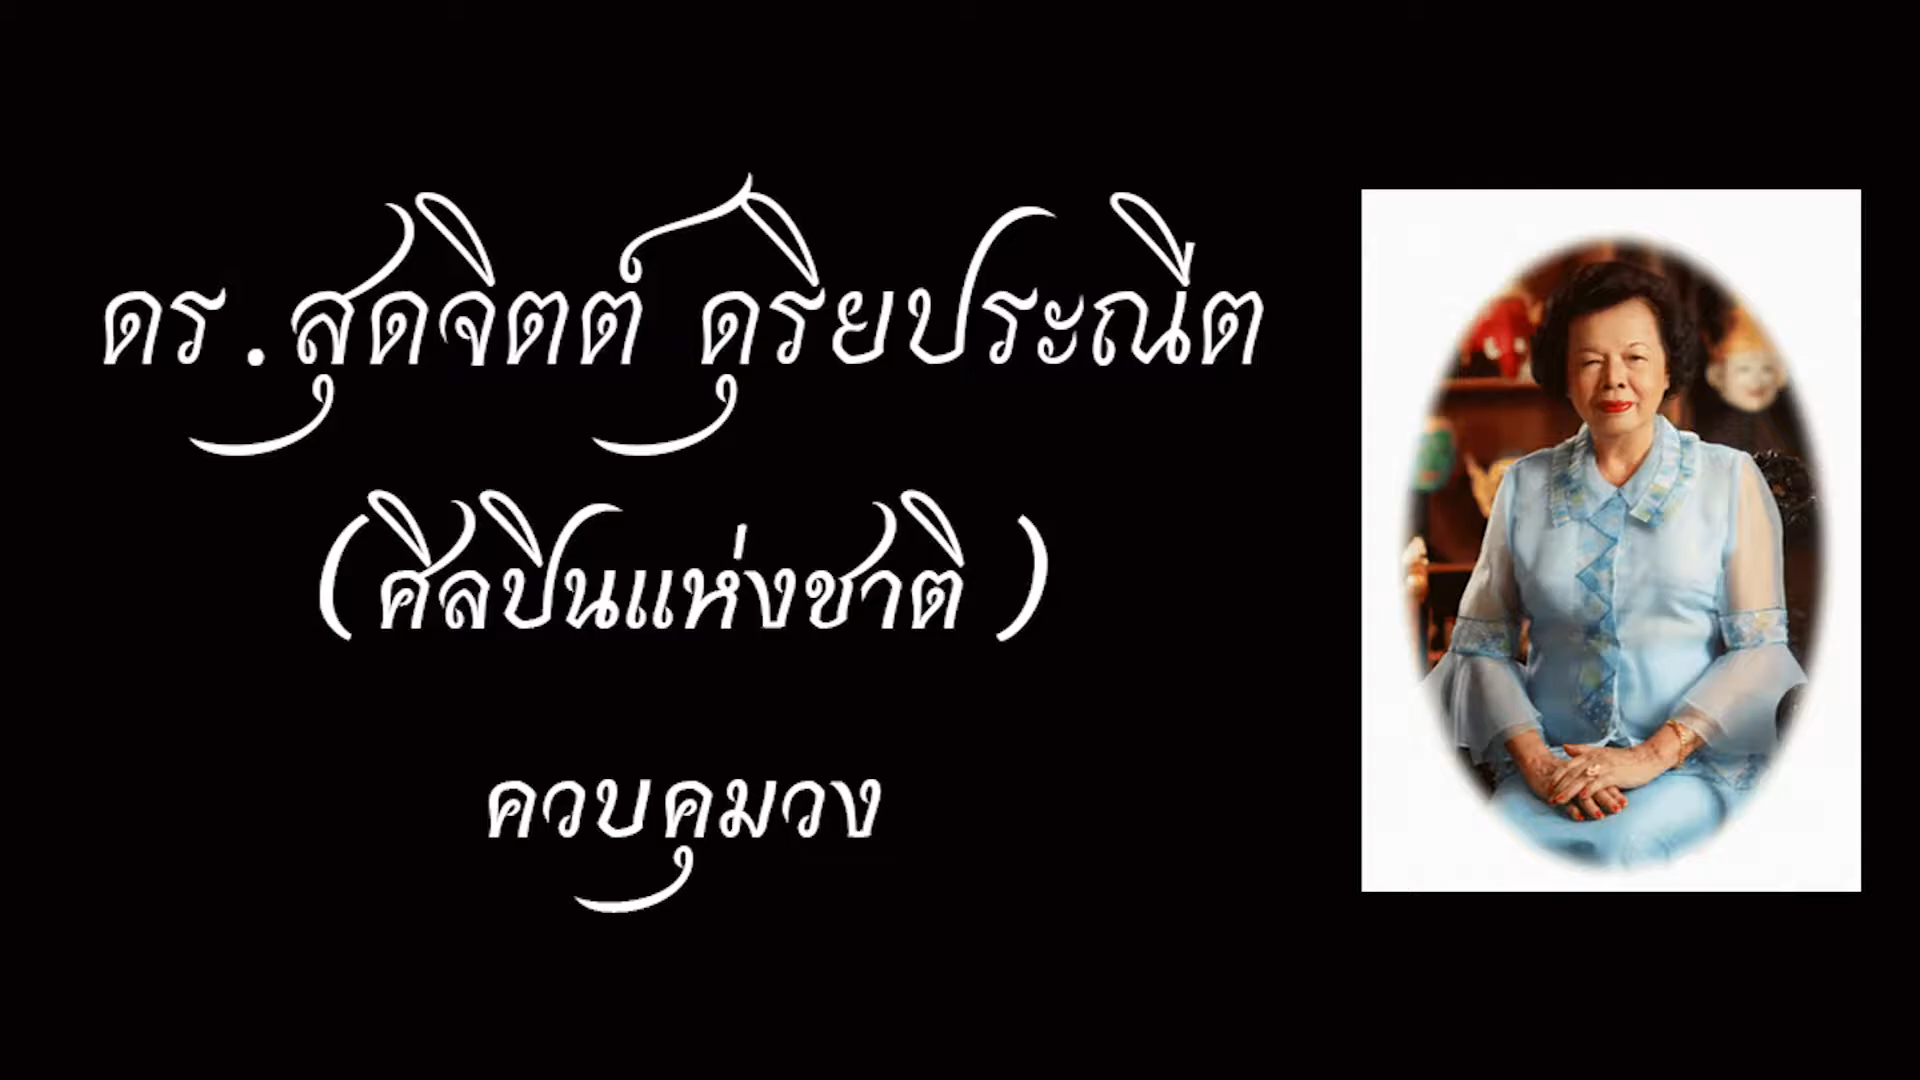 ดร.สุดจิตต์ ดุริยประณีต
(ศิลปินแห่งชาติ )
ควบคุมวง